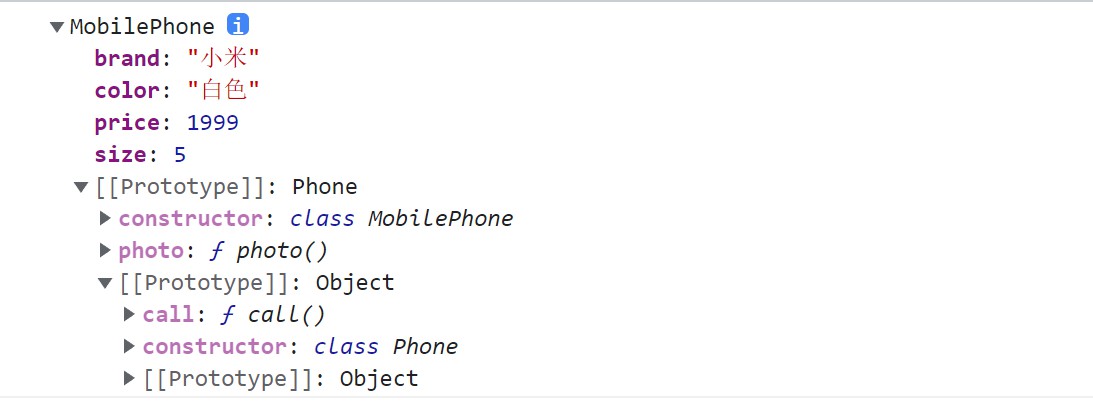 ▼MobilePhone i
brand: "小米"
color: "白色"
price: 1999
size: 5
▼[[Prototype]]: Phone
▶constructor: class MobilePhone
▶photo: ƒ photo()
▼[[Prototype]]: Object
▶call: ƒ call()
▶constructor: class Phone
▶[[Prototype]]: Object